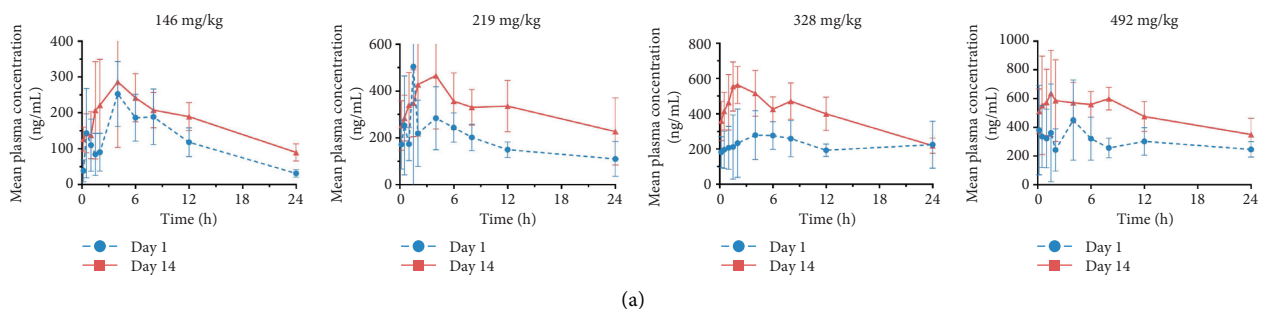 146 mg/kg
Mean plasma concentration
(ng/mL)
400
300
200
100
0
0 6 12 18 24
Time (h)
Day 1
Day 14
219 mg/kg
Mean plasma concentration
(ng/mL)
600
400
200
0
0 6 12 18 24
Time (h)
Day 1
Day 14
328 mg/kg
Mean plasma concentration
(ng/mL)
800
600
400
200
0
0 6 12 18 24
Time (h)
Day 1
Day 14
492 mg/kg
Mean plasma concentration
(ng/mL)
1000
800
600
400
200
0
0 6 12 18 24
Time (h)
Day 1
Day 14
(a)